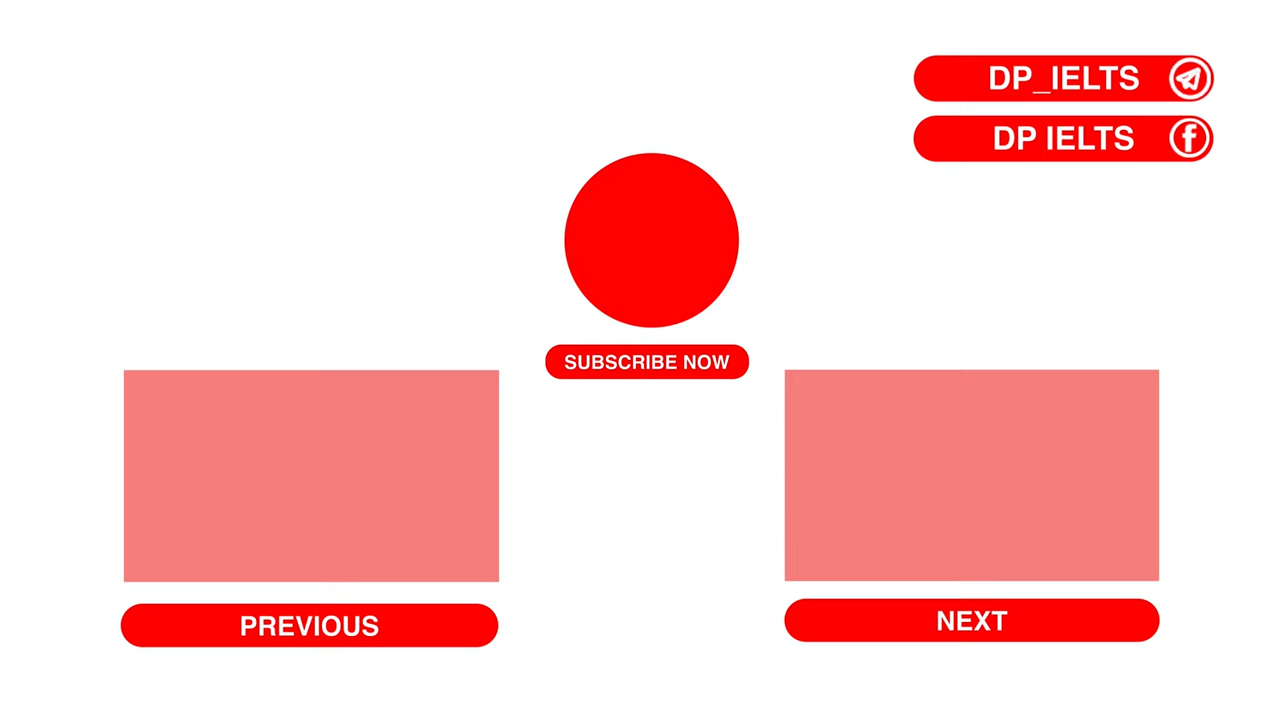 DP_IELTS
DP IELTS
SUBSCRIBE NOW
PREVIOUS
NEXT